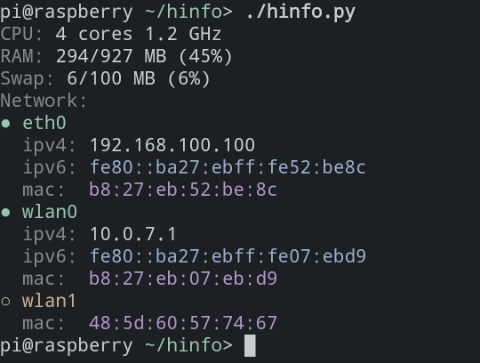 pi@raspberry ~/hinfo> ./hinfo.py
CPU: 4 cores 1.2 GHz
RAM: 294/927 MB (45%)
Swap: 6/100 MB (6%)
Network:
● eth0
ipv4: 192.168.100.100
ipv6: fe80::ba27:ebff:fe52:be8c
mac: b8:27:eb:52:be:8c
● wlan0
ipv4: 10.0.7.1
ipv6: fe80::ba27:ebff:fe07:ebd9
mac: b8:27:eb:07:eb:d9
○ wlan1
mac: 48:5d:60:57:74:67
pi@raspberry ~/hinfo>